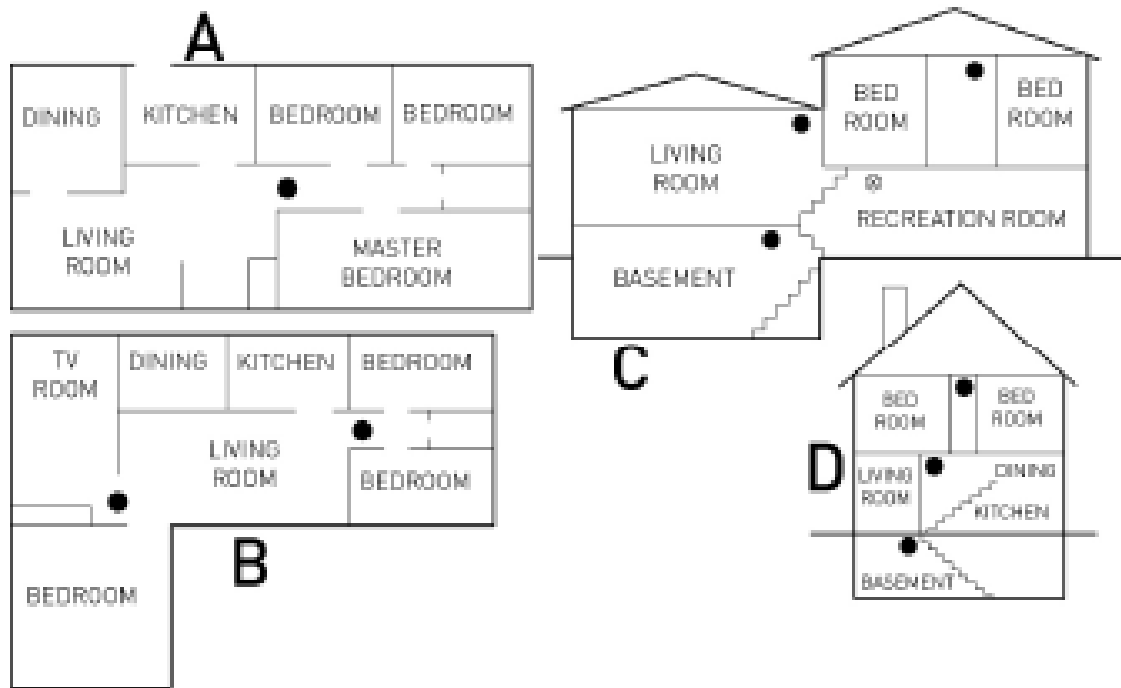 A
DINING
KITCHEN
BEDROOM
BEDROOM
LIVING
ROOM
MASTER
BEDROOM
TV
ROOM
DINING
KITCHEN
BEDROOM
LIVING
ROOM
BEDROOM
BEDROOM
B
BED
ROOM
BED
ROOM
LIVING
ROOM
RECREATION ROOM
BASEMENT
C
BED
ROOM
BED
ROOM
D
LIVING
ROOM
DINING
KITCHEN
BASEMENT